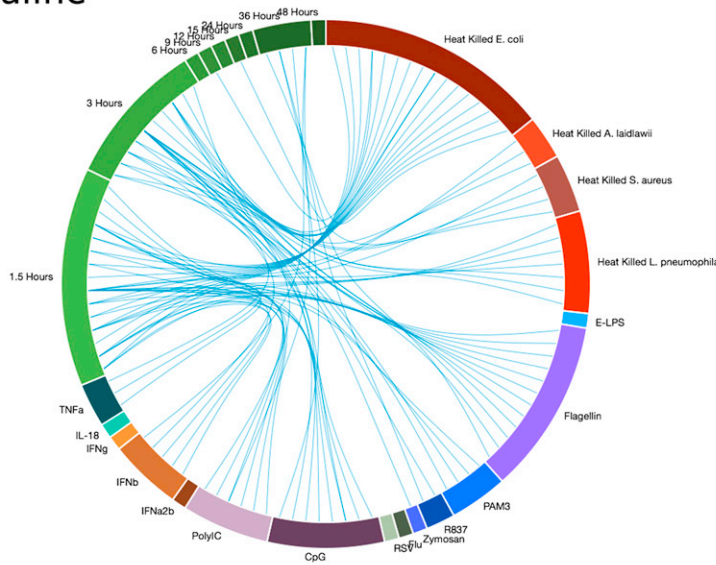 48 Hours
36 Hours
24 Hours
15 Hours
12 Hours
9 Hours
6 Hours
3 Hours
1.5 Hours
Heat Killed E. coli
Heat Killed A. laidlawii
Heat Killed S. aureus
Heat Killed L. pneumophila
E-LPS
Flagellin
PAM3
R837
Zymosan
Flu
RSV
CpG
PolyIC
IFNa2b
IFNb
IFNg
IL-18
TNFa